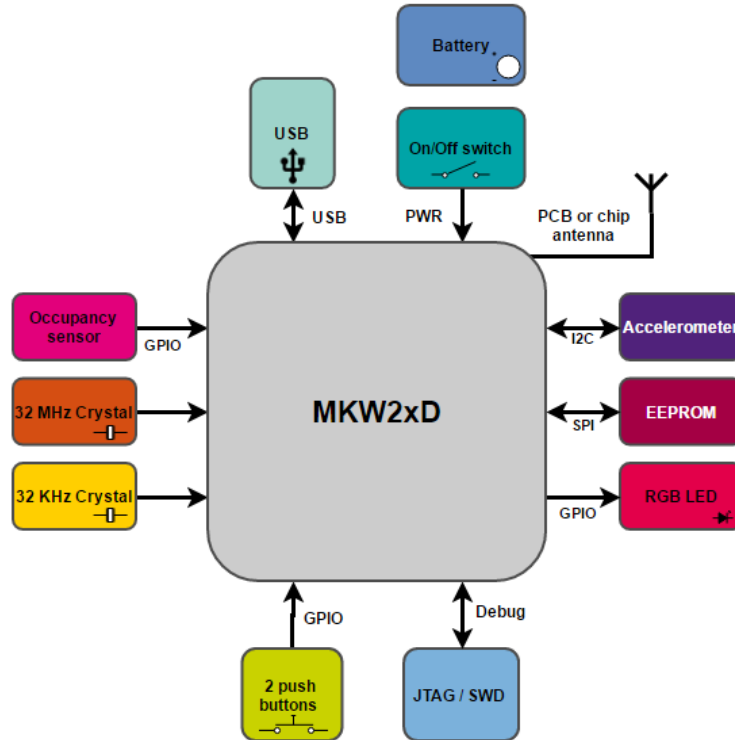 Battery
+
-
USB
On/Off switch
USB
PWR
PCB or chip
antenna
Occupancy
sensor
GPIO
I2C
Accelerometer
MKW2xD
32 MHz Crystal
SPI
EEPROM
32 KHz Crystal
GPIO
RGB LED
GPIO
Debug
2 push
buttons
JTAG / SWD